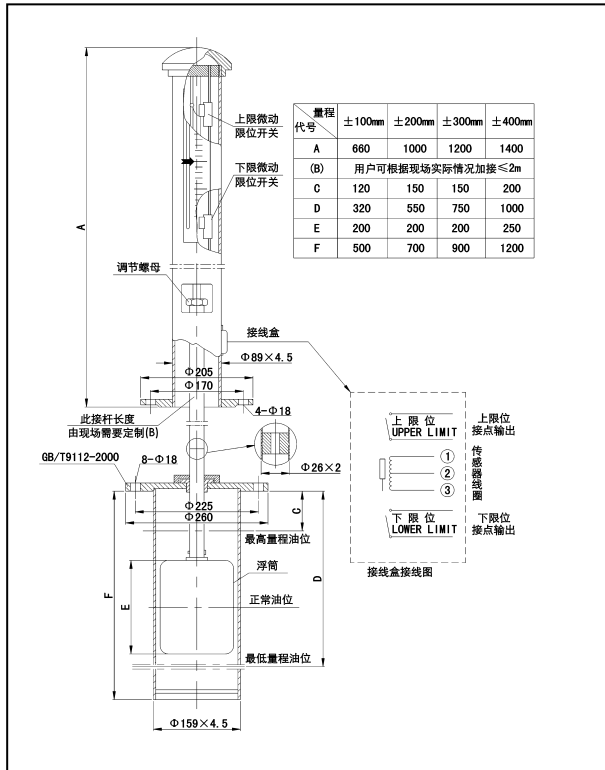 上限微动
限位开关
下限微动
限位开关
A
调节螺母
量程
代号
±100mm ±200mm ±300mm ±400mm
A 660 1000 1200 1400
(B) 用户可根据现场实际情况加接≤2m
C 120 150 150 200
D 320 550 750 1000
E 200 200 200 250
F 500 700 900 1200
接线盒
Φ89×4.5
Φ205
Φ170
4-Φ18
此接杆长度
由现场需要定制(B)
GB/T9112-2000
8-Φ18
Φ26×2
Φ225
Φ260
C
最高量程油位
浮筒
D
F
E
正常油位
最低量程油位
Φ159×4.5
上限位
UPPER LIMIT
上限位
接点输出
①
②
③
传感器线圈
下限位
LOWER LIMIT
下限位
接点输出
接线盒接线图